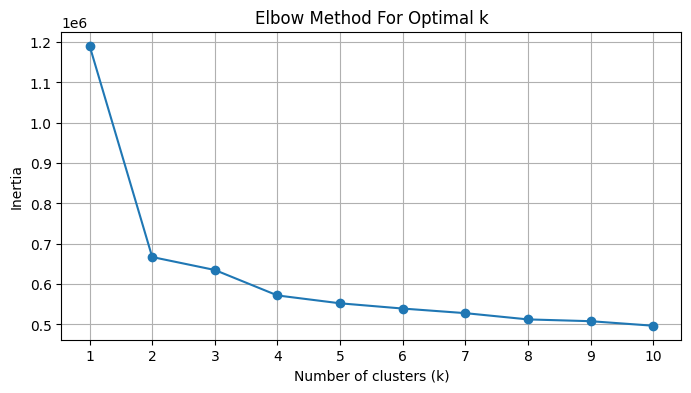 Elbow Method For Optimal k
1e6
1.2
1.1
1.0
0.9
0.8
0.7
0.6
0.5
Inertia
1 2 3 4 5 6 7 8 9 10
Number of clusters (k)